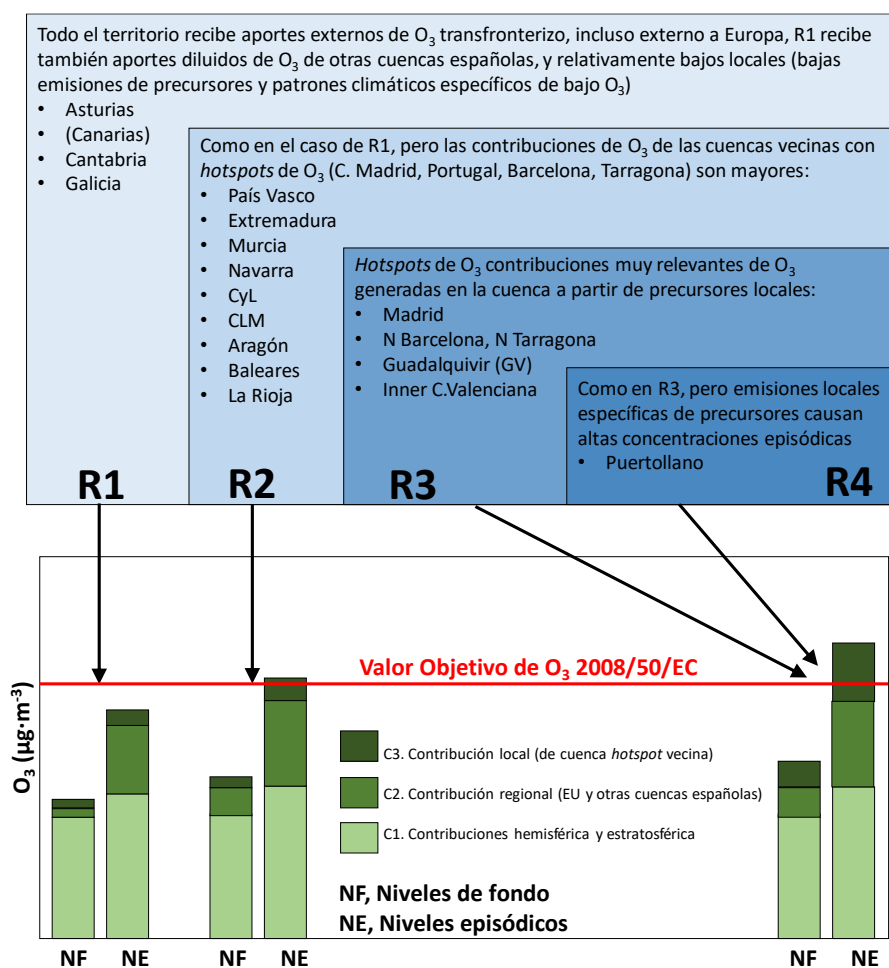 Todo el territorio recibe aportes externos de O₃ transfronterizo, incluso externo a Europa, R1 recibe
también aportes diluidos de O₃ de otras cuencas españolas, y relativamente bajos locales (bajas
emisiones de precursores y patrones climáticos específicos de bajo O₃)
• Asturias
• (Canarias)
• Cantabria
• Galicia
R1
Como en el caso de R1, pero las contribuciones de O₃ de las cuencas vecinas con
hotspots de O₃ (C. Madrid, Portugal, Barcelona, Tarragona) son mayores:
• País Vasco
• Extremadura
• Murcia
• Navarra
• CyL
• CLM
• Aragón
• Baleares
• La Rioja
R2
Hotspots de O₃ contribuciones muy relevantes de O₃
generadas en la cuenca a partir de precursores locales:
• Madrid
• N Barcelona, N Tarragona
• Guadalquivir (GV)
• Inner C.Valenciana
R3
Como en R3, pero emisiones locales
específicas de precursores causan
altas concentraciones episódicas
• Puertollano
R4
Valor Objetivo de O₃ 2008/50/EC
O₃ (µg·m⁻³)
C3. Contribución local (de cuenca hotspot vecina)
C2. Contribución regional (EU y otras cuencas españolas)
C1. Contribuciones hemisférica y estratosférica
NF, Niveles de fondo
NE, Niveles episódicos
NF NE NF NE NF NE